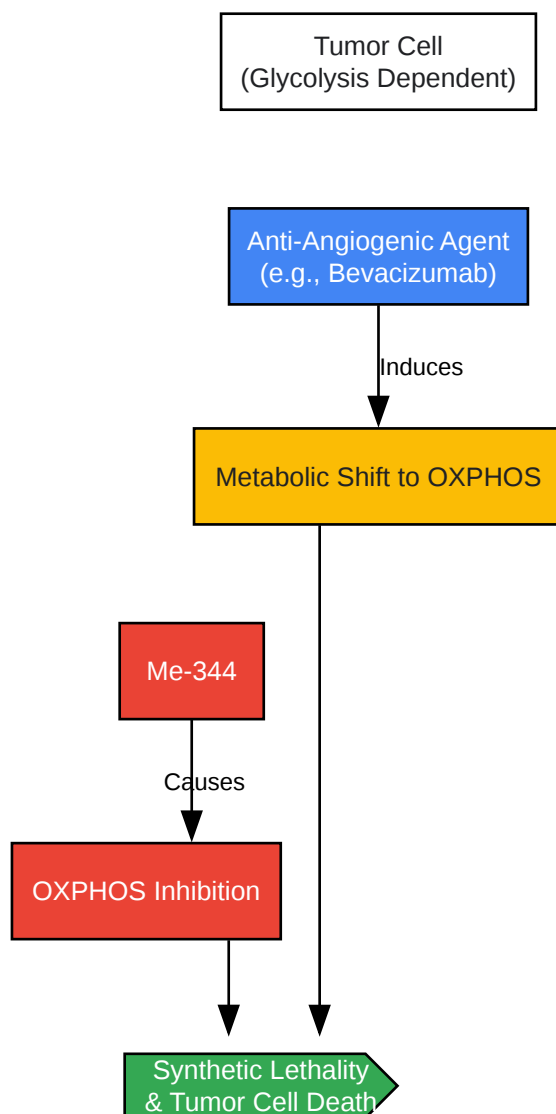 Tumor Cell
(Glycolysis Dependent)
Anti-Angiogenic Agent
(e.g., Bevacizumab)
Induces
Metabolic Shift to OXPHOS
Me-344
Causes
OXPHOS Inhibition
Synthetic Lethality
& Tumor Cell Death